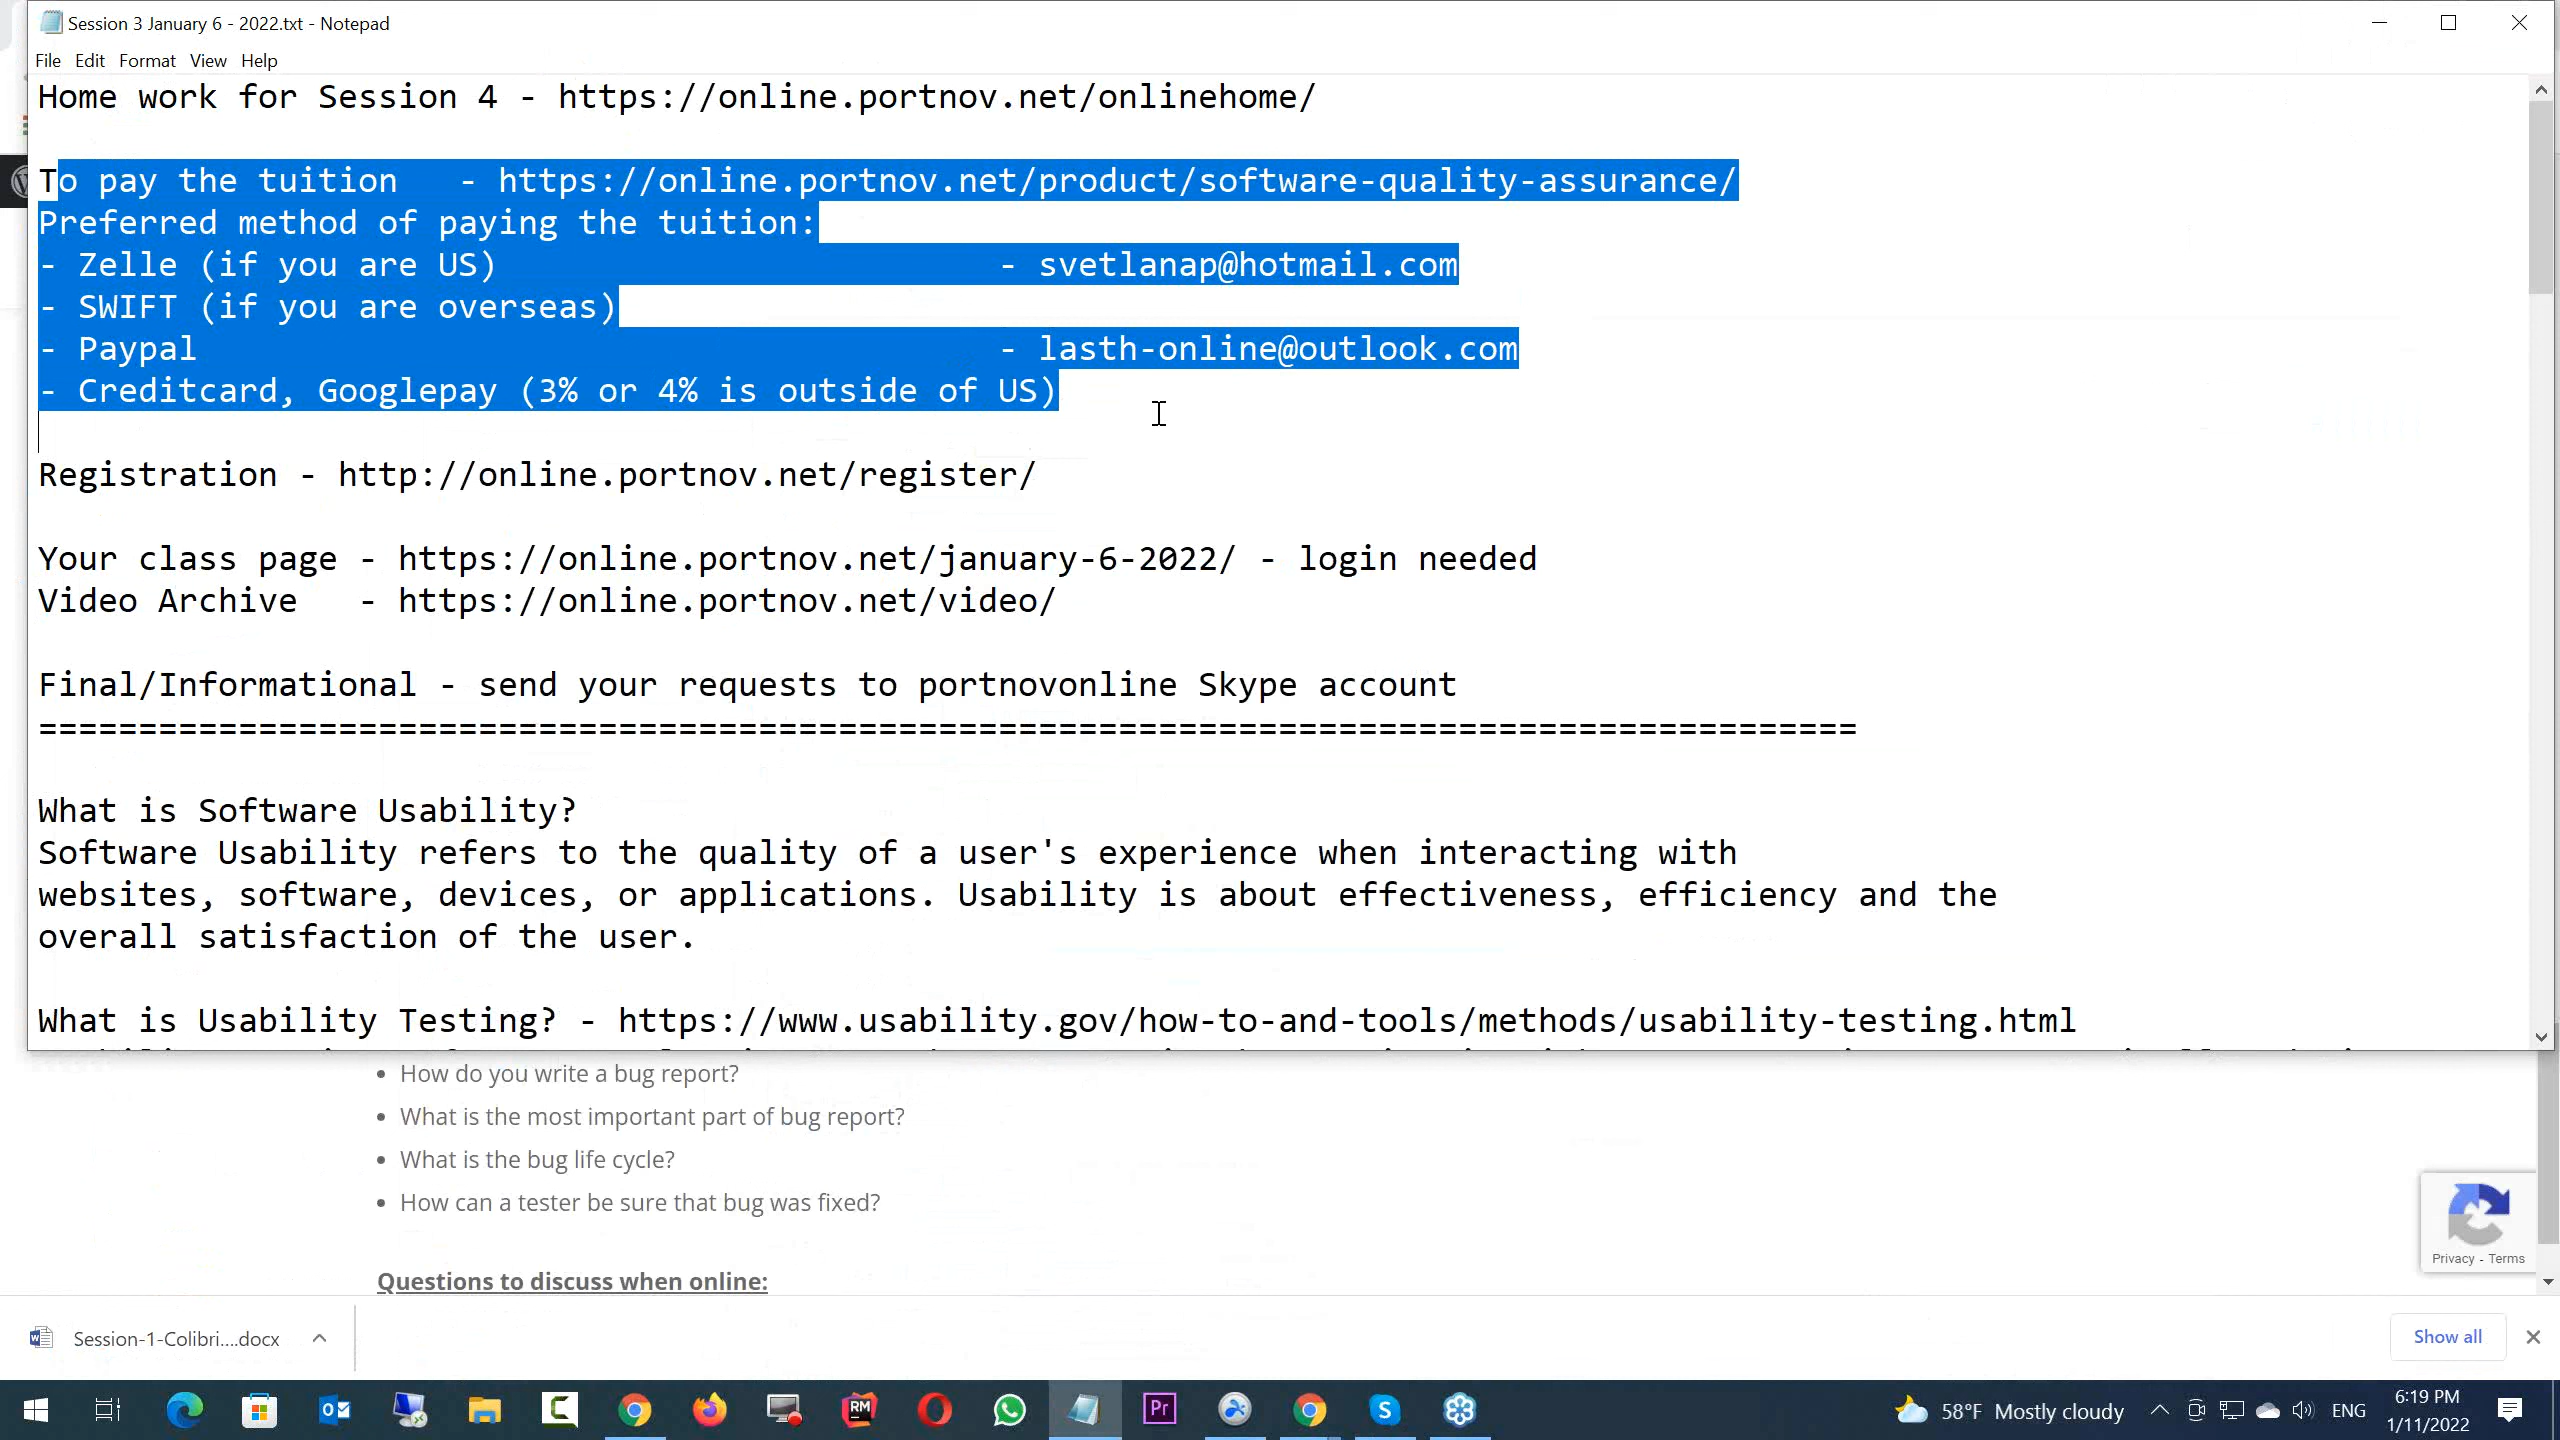 Session 3 January 6 - 2022.txt - Notepad
File Edit Format View Help
Home work for Session 4 - https://online.portnov.net/onlinehome/
To pay the tuition   - https://online.portnov.net/product/software-quality-assurance/
Preferred method of paying the tuition:
- Zelle (if you are US)                         - svetlanap@hotmail.com
- SWIFT (if you are overseas)
- Paypal                                        - lasth-online@outlook.com
- Creditcard, Googlepay (3% or 4% is outside of US)
Registration - http://online.portnov.net/register/
Your class page - https://online.portnov.net/january-6-2022/ - login needed
Video Archive   - https://online.portnov.net/video/
Final/Informational - send your requests to portnovonline Skype account
===========================================================================================
What is Software Usability?
Software Usability refers to the quality of a user's experience when interacting with
websites, software, devices, or applications. Usability is about effectiveness, efficiency and the
overall satisfaction of the user.
What is Usability Testing? - https://www.usability.gov/how-to-and-tools/methods/usability-testing.html
• How do you write a bug report?
• What is the most important part of bug report?
• What is the bug life cycle?
• How can a tester be sure that bug was fixed?
Questions to discuss when online:
Privacy - Terms
Session-1-Colibri....docx
Show all
58°F Mostly cloudy
ENG
6:19 PM
1/11/2022